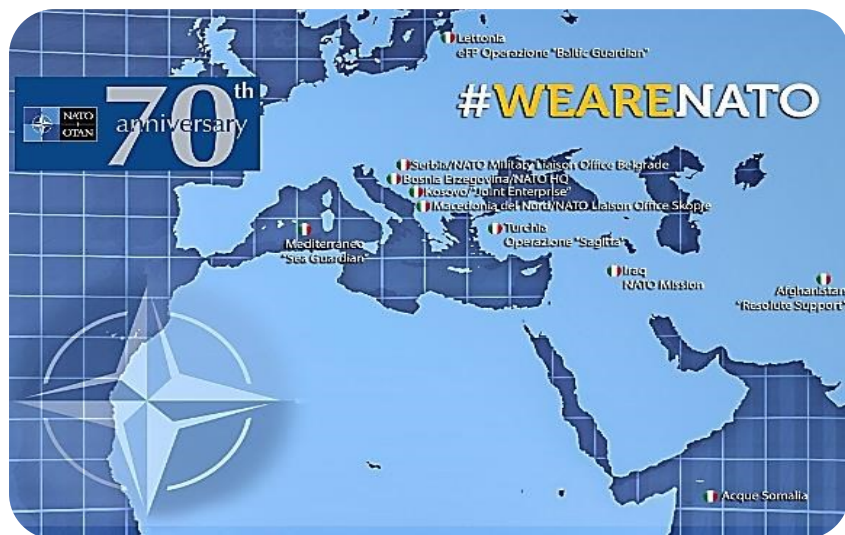 Lettonia
eFP Operazione "Baltic Guardian"
70th
anniversary
NATO
OTAN
#WEARENATO
Serbia/NATO Military Liaison Office Belgrade
Bosnia Erzegovina/NATO HQ
Kosovo/"Joint Enterprise"
Macedonia del Nord/NATO Liaison Office Skopje
Turchia
Operazione "Sagitta"
Mediterraneo
"Sea Guardian"
Iraq
NATO Mission
Afghanistan
"Resolute Support"
Acque Somalia